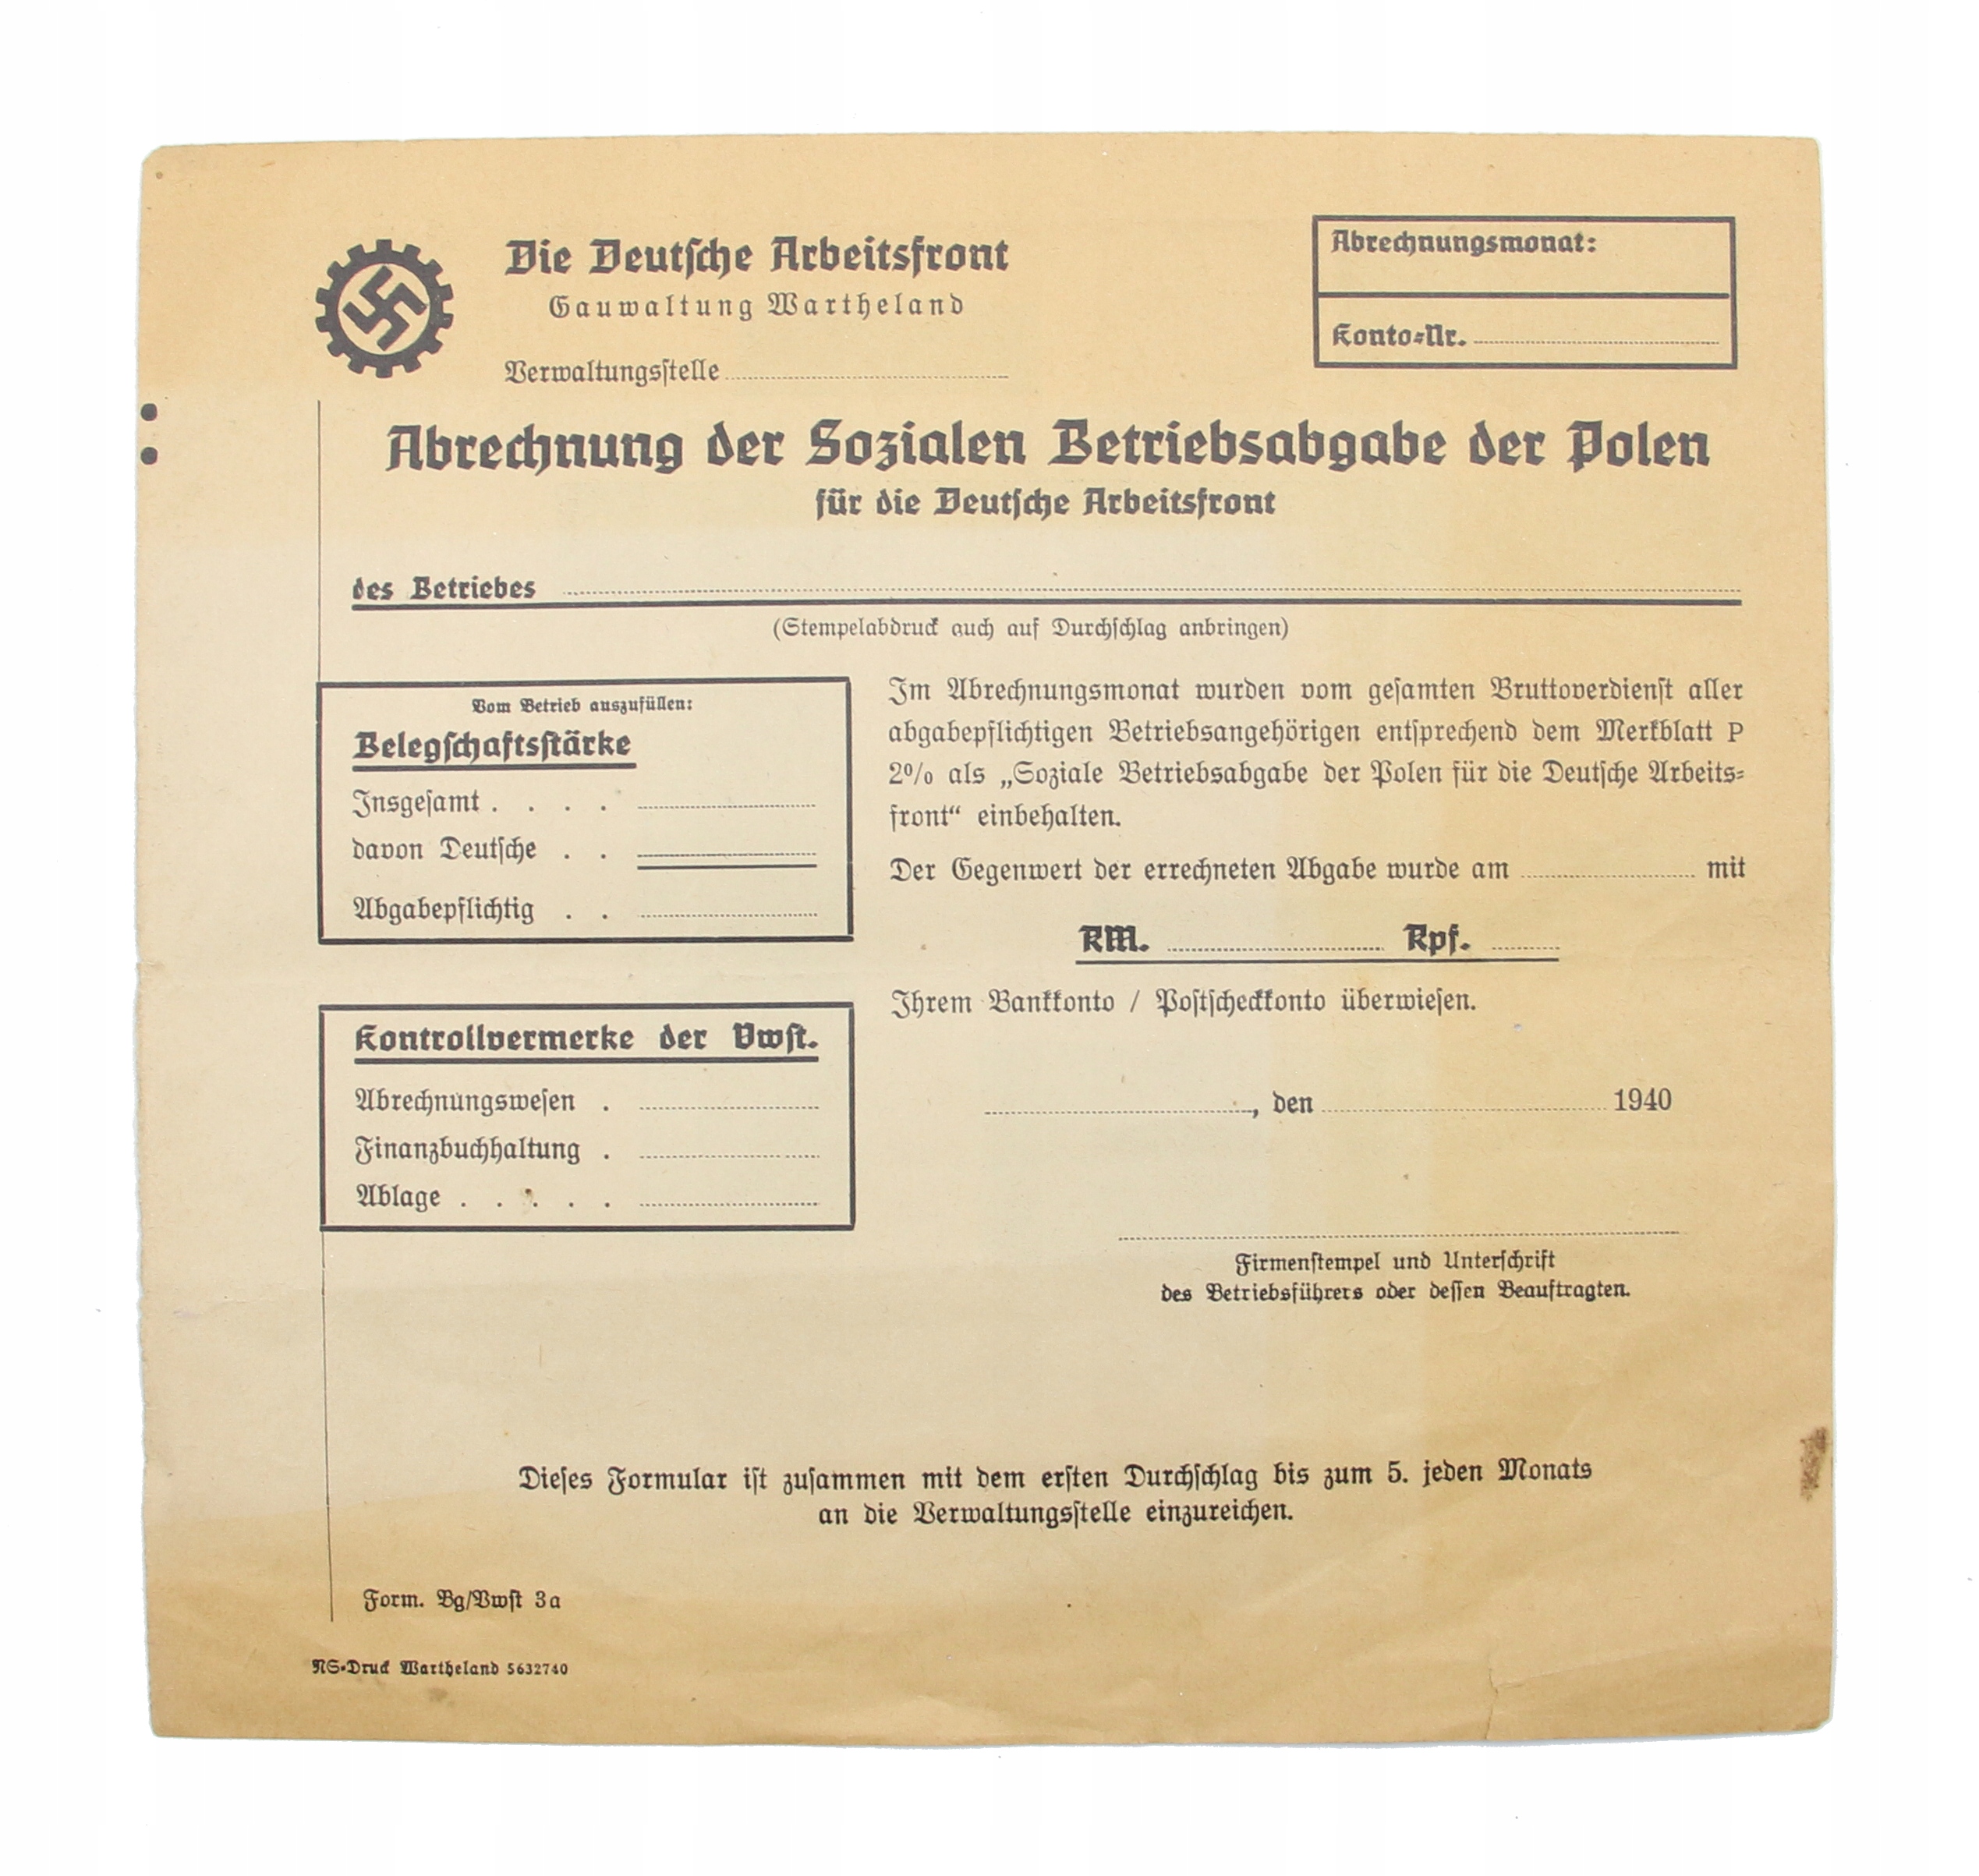 Die Deutsche Arbeitsfront
Gauwaltung Wartheland
Verwaltungsstelle
Abrechnungsmonat:
Konto=Nr.
Abrechnung der Sozialen Betriebsabgabe der Polen
für die Deutsche Arbeitsfront
des Betriebes
(Stempelabdruck auch auf Durchschlag anbringen)
Vom Betrieb auszufüllen:
Belegschaftsstärke
Insgesamt . . . .
davon Deutsche . .
Abgabepflichtig . .
Kontrollvermerke der Vwst.
Abrechnungswesen .
Finanzbuchhaltung .
Ablage . . . . .
Im Abrechnungsmonat wurden vom gesamten Bruttoverdienst aller
abgabepflichtigen Betriebsangehörigen entsprechend dem Merkblatt P
2% als „Soziale Betriebsabgabe der Polen für die Deutsche Arbeits=
front“ einbehalten.
Der Gegenwert der errechneten Abgabe wurde am ........ mit
RM. ........ Rpf. ........
Ihrem Bankkonto / Postscheckkonto überwiesen.
........, den ........ 1940
Firmenstempel und Unterschrift
des Betriebsführers oder dessen Beauftragten.
Dieses Formular ist zusammen mit dem ersten Durchschlag bis zum 5. jeden Monats
an die Verwaltungsstelle einzureichen.
Form. Bg/Vwst 3a
NS-Druck Wartheland 5632740